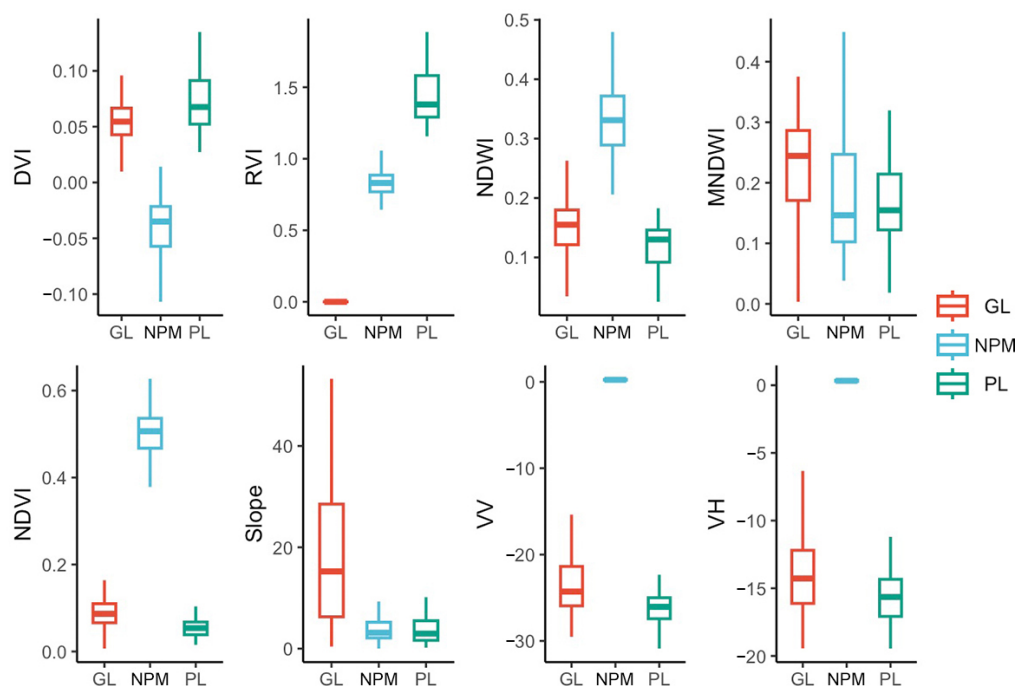 DVI
0.10
0.05
0.00
−0.05
−0.10
GL NPM PL
RVI
1.5
1.0
0.5
0.0
GL NPM PL
NDWI
0.5
0.4
0.3
0.2
0.1
GL NPM PL
MNDWI
0.3
0.2
0.1
0.0
GL NPM PL
GL
NPM
PL
NDVI
0.6
0.4
0.2
0.0
GL NPM PL
Slope
40
20
0
GL NPM PL
VV
0
−10
−20
−30
GL NPM PL
VH
0
−5
−10
−15
−20
GL NPM PL